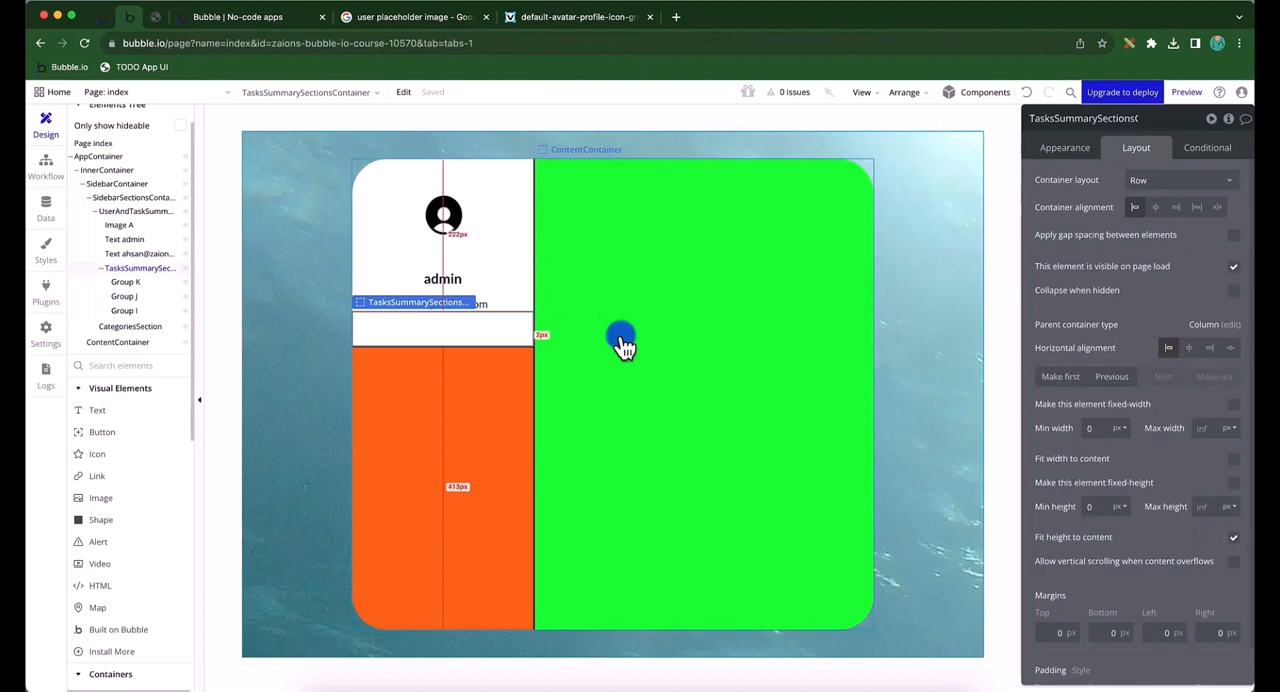 Bubble | No-code apps
user placeholder image - Goo
default-avatar-profile-icon-gr
bubble.io/page?name=index&id=zaions-bubble-io-course-10570&tab=tabs-1
Bubble.io
TODO App UI
Home
Page: index
TasksSummarySectionsContainer
Edit
Saved
0 issues
View
Arrange
Components
Upgrade to deploy
Preview
Design
Workflow
Data
Styles
Plugins
Settings
Logs
Elements Tree
Only show hideable
Page index
AppContainer
InnerContainer
SidebarContainer
SidebarSectionsConta...
UserAndTaskSumm...
Image A
Text admin
Text ahsan@zaion...
TasksSummarySec...
Group K
Group J
Group I
CategoriesSection
ContentContainer
Search elements
Visual Elements
Text
Button
Icon
Link
Image
Shape
Alert
Video
HTML
Map
Built on Bubble
Install More
Containers
ContentContainer
222px
admin
TasksSummarySections...
om
2px
413px
TasksSummarySectionsC
Appearance
Layout
Conditional
Container layout
Row
Container alignment
Apply gap spacing between elements
This element is visible on page load
Collapse when hidden
Parent container type
Column (edit)
Horizontal alignment
Make first
Previous
Next
Make last
Make this element fixed-width
Min width 0 px
Max width inf px
Fit width to content
Make this element fixed-height
Min height 0 px
Max height inf px
Fit height to content
Allow vertical scrolling when content overflows
Margins
Top Bottom Left Right
0 px 0 px 0 px 0 px
Padding Style